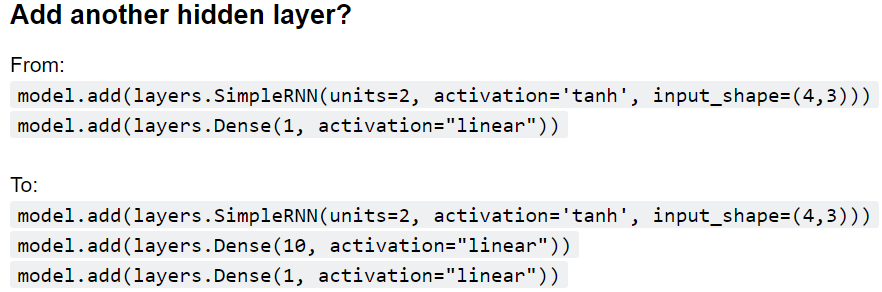 Add another hidden layer?
From:
model.add(layers.SimpleRNN(units=2, activation='tanh', input_shape=(4,3)))
model.add(layers.Dense(1, activation="linear"))
To:
model.add(layers.SimpleRNN(units=2, activation='tanh', input_shape=(4,3)))
model.add(layers.Dense(10, activation="linear"))
model.add(layers.Dense(1, activation="linear"))